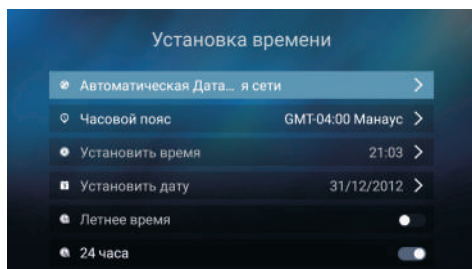 Установка времени
Автоматическая Дата... я сети
Часовой пояс GMT-04:00 Манаус
Установить время 21:03
Установить дату 31/12/2012
Летнее время
24 часа